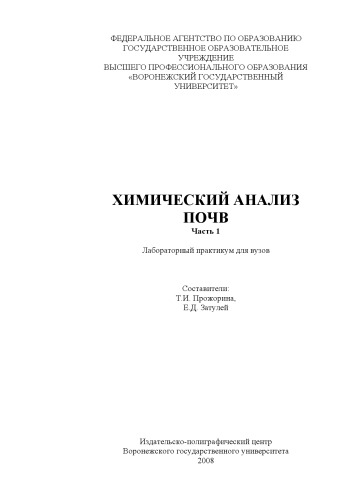 ФЕДЕРАЛЬНОЕ АГЕНТСТВО ПО ОБРАЗОВАНИЮ
ГОСУДАРСТВЕННОЕ ОБРАЗОВАТЕЛЬНОЕ
УЧРЕЖДЕНИЕ
ВЫСШЕГО ПРОФЕССИОНАЛЬНОГО ОБРАЗОВАНИЯ
«ВОРОНЕЖСКИЙ ГОСУДАРСТВЕННЫЙ
УНИВЕРСИТЕТ»
ХИМИЧЕСКИЙ АНАЛИЗ
ПОЧВ
Часть 1
Лабораторный практикум для вузов
Составители:
Т.И. Прожорина,
Е.Д. Затулей
Издательско-полиграфический центр
Воронежского государственного университета
2008